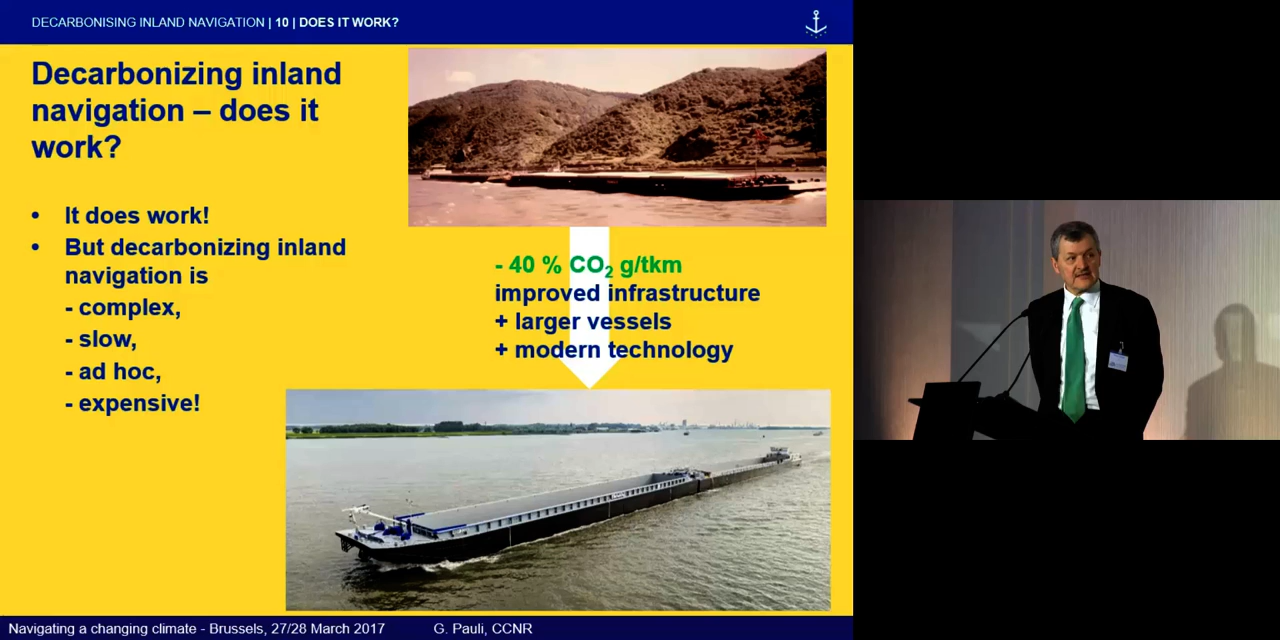 DECARBONISING INLAND NAVIGATION | 10 | DOES IT WORK?
Decarbonizing inland
navigation – does it
work?
• It does work!
• But decarbonizing inland
navigation is
- complex,
- slow,
- ad hoc,
- expensive!
- 40 % CO₂ g/tkm
improved infrastructure
+ larger vessels
+ modern technology
Navigating a changing climate - Brussels, 27/28 March 2017
G. Pauli, CCNR